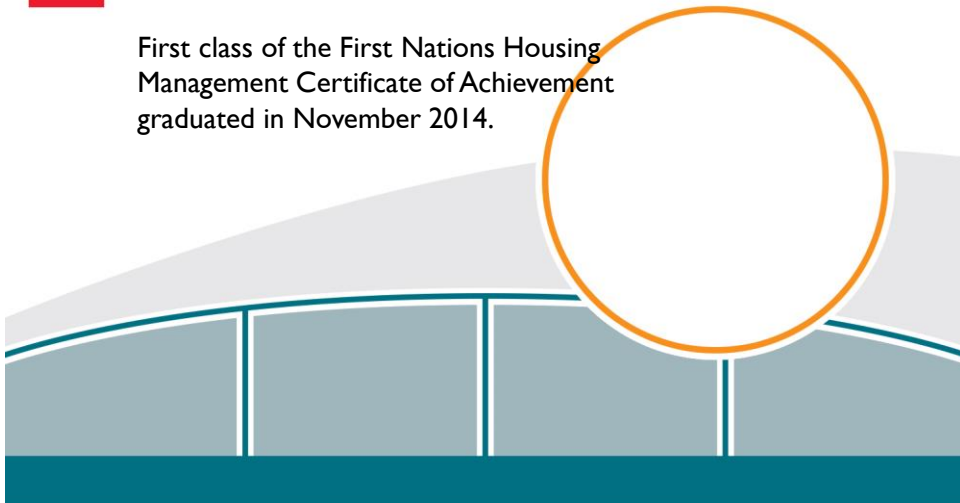 First class of the First Nations Housing
Management Certificate of Achievement
graduated in November 2014.